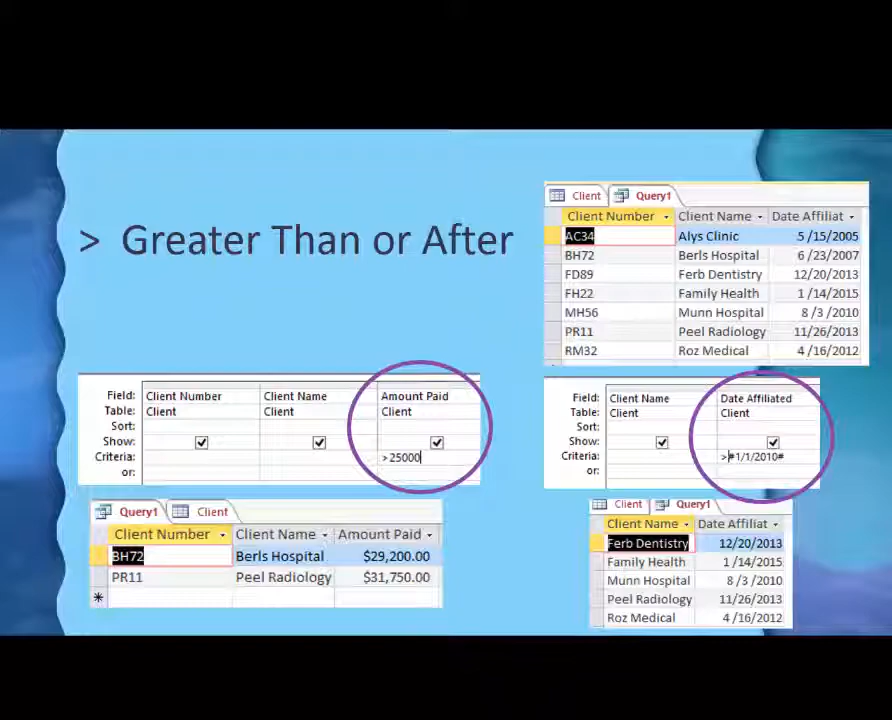 > Greater Than or After
Client Query1
Client Number Client Name Date Affiliat
AC34 Alys Clinic 5 /15/2005
BH72 Berls Hospital 6 /23/2007
FD89 Ferb Dentistry 12/20/2013
FH22 Family Health 1 /14/2015
MH56 Munn Hospital 8 /3 /2010
PR11 Peel Radiology 11/26/2013
RM32 Roz Medical 4 /16/2012
Field: Client Number Client Name Amount Paid
Table: Client Client Client
Sort:
Show:
Criteria: >25000
or:
Query1 Client
Client Number Client Name Amount Paid
BH72 Berls Hospital $29,200.00
PR11 Peel Radiology $31,750.00
Field: Client Name Date Affiliated
Table: Client Client
Sort:
Show:
Criteria: >#1/1/2010#
or:
Client Query1
Client Name Date Affiliat
Ferb Dentistry 12/20/2013
Family Health 1 /14/2015
Munn Hospital 8 /3 /2010
Peel Radiology 11/26/2013
Roz Medical 4 /16/2012